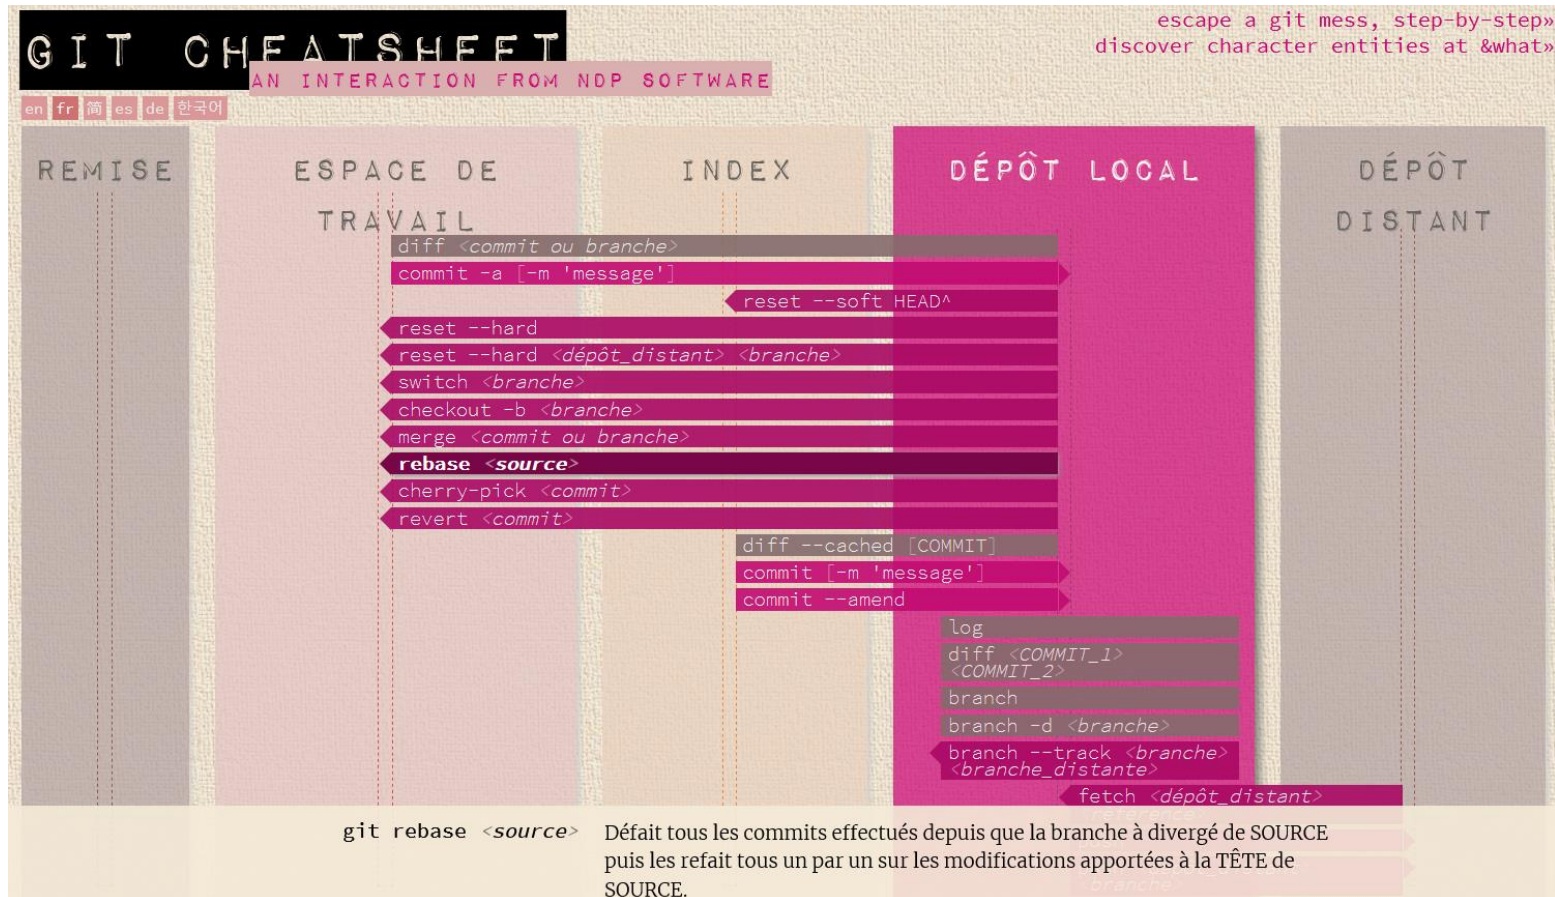 GIT CHEATSHEET
AN INTERACTION FROM NDP SOFTWARE
escape a git mess, step-by-step»
discover character entities at &what»
en fr 简 es de 한국어
REMISE
ESPACE DE
TRAVAIL
INDEX
DÉPÔT LOCAL
DÉPÔT
DISTANT
diff <commit ou branche>
commit -a [-m 'message']
reset --soft HEAD^
reset --hard
reset --hard <dépôt_distant> <branche>
switch <branche>
checkout -b <branche>
merge <commit ou branche>
rebase <source>
cherry-pick <commit>
revert <commit>
diff --cached [COMMIT]
commit [-m 'message']
commit --amend
log
diff <COMMIT_1>
<COMMIT_2>
branch
branch -d <branche>
branch --track <branche>
<branche_distante>
fetch <dépôt_distant>
push
<branche>
git rebase <source>
Défait tous les commits effectués depuis que la branche à divergé de SOURCE
puis les refait tous un par un sur les modifications apportées à la TÊTE de
SOURCE.